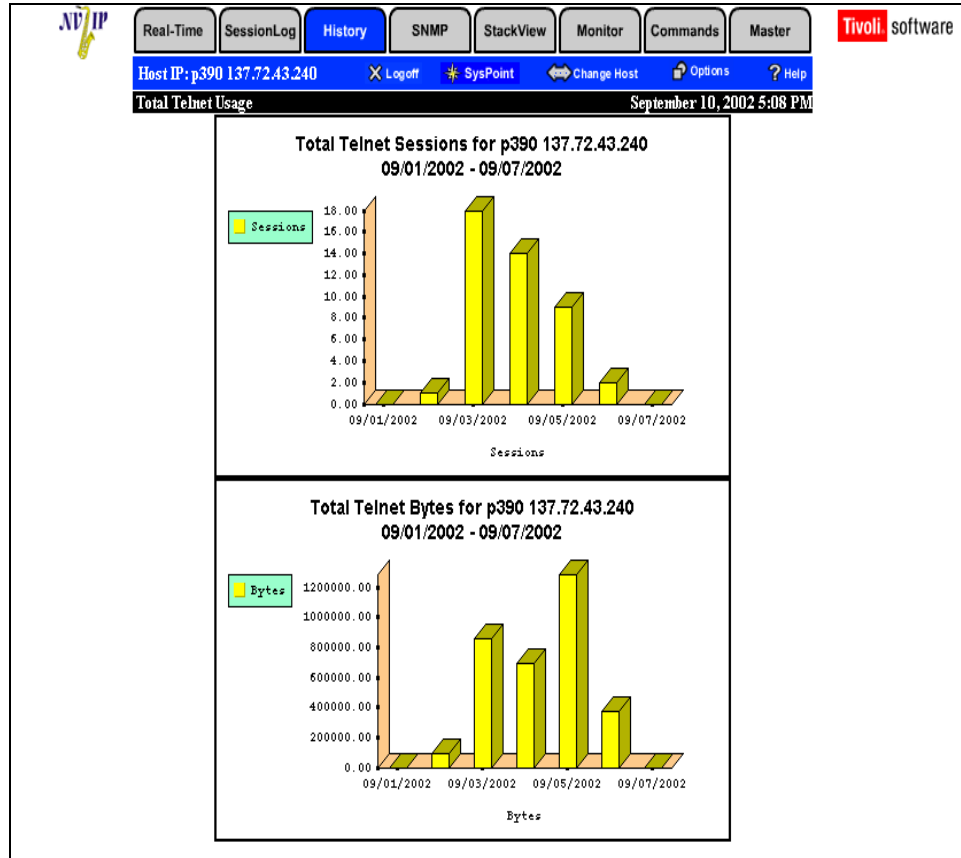 NV IP
Real-Time SessionLog History SNMP StackView Monitor Commands Master
Tivoli. software
Host IP: p390 137.72.43.240 Logoff SysPoint Change Host Options ? Help
Total Telnet Usage September 10, 2002 5:08 PM
Total Telnet Sessions for p390 137.72.43.240
09/01/2002 - 09/07/2002
Sessions
18.00
16.00
14.00
12.00
10.00
8.00
6.00
4.00
2.00
0.00
09/01/2002 09/03/2002 09/05/2002 09/07/2002
Sessions
Total Telnet Bytes for p390 137.72.43.240
09/01/2002 - 09/07/2002
Bytes
1200000.00
1000000.00
800000.00
600000.00
400000.00
200000.00
0.00
09/01/2002 09/03/2002 09/05/2002 09/07/2002
Bytes